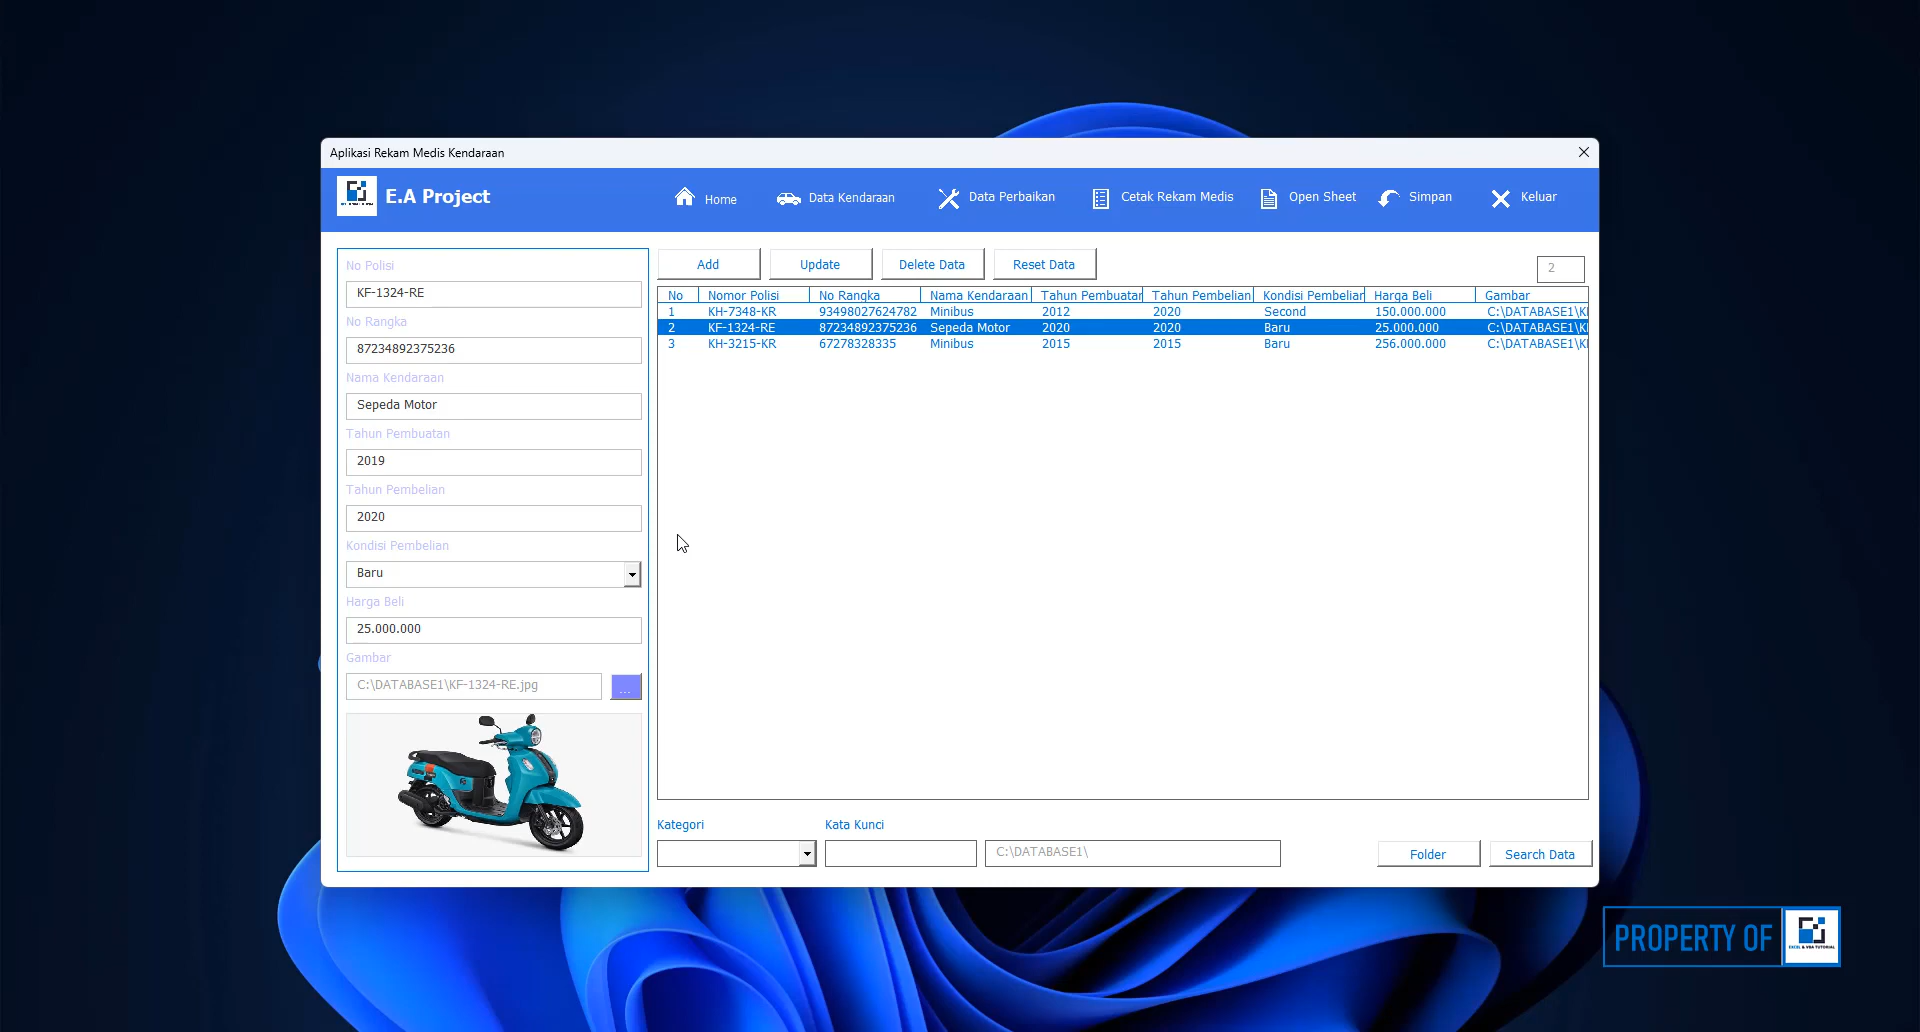 Aplikasi Rekam Medis Kendaraan
E.A Project
Home
Data Kendaraan
Data Perbaikan
Cetak Rekam Medis
Open Sheet
Simpan
Keluar
No Polisi
KF-1324-RE
No Rangka
87234892375236
Nama Kendaraan
Sepeda Motor
Tahun Pembuatan
2019
Tahun Pembelian
2020
Kondisi Pembelian
Baru
Harga Beli
25.000.000
Gambar
C:\DATABASE1\KF-1324-RE.jpg
...
Add
Update
Delete Data
Reset Data
2
No Nomor Polisi No Rangka Nama Kendaraan Tahun Pembuatan Tahun Pembelian Kondisi Pembelian Harga Beli Gambar
1 KH-7348-KR 93498027624782 Minibus 2012 2020 Second 150.000.000 C:\DATABASE1\K
2 KF-1324-RE 87234892375236 Sepeda Motor 2020 2020 Baru 25.000.000 C:\DATABASE1\K
3 KH-3215-KR 67278328335 Minibus 2015 2015 Baru 256.000.000 C:\DATABASE1\K
Kategori
Kata Kunci
C:\DATABASE1\
Folder
Search Data
PROPERTY OF
EXCEL & VBA TUTORIAL